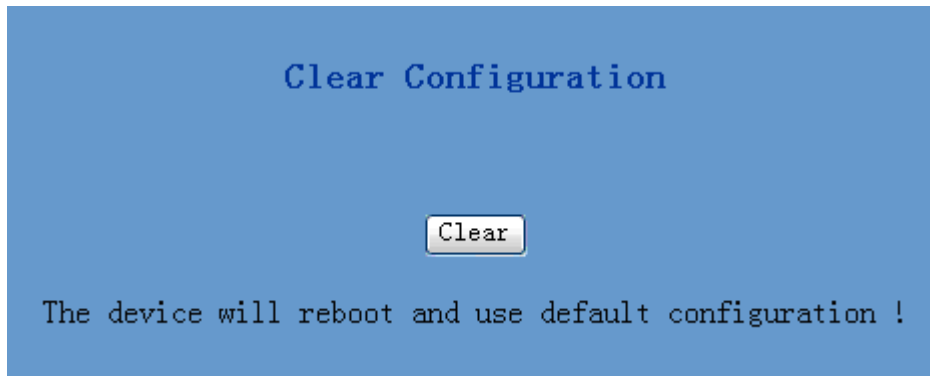 Clear Configuration
Clear
The device will reboot and use default configuration !